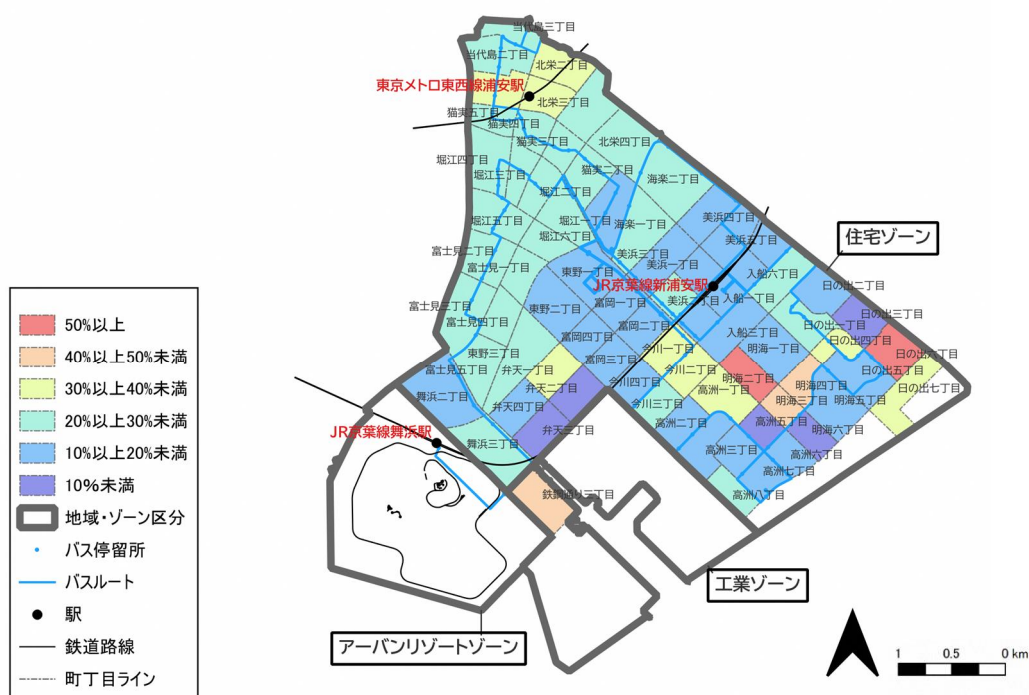 当代島三丁目
当代島二丁目
北栄二丁目
東京メトロ東西線浦安駅
北栄三丁目
猫実五丁目
猫実四丁目
猫実三丁目
北栄四丁目
堀江四丁目
堀江三丁目
猫実二丁目
海楽二丁目
堀江二丁目
堀江五丁目
堀江一丁目
海楽一丁目
美浜四丁目
堀江六丁目
美浜五丁目
住宅ゾーン
富士見二丁目
富士見一丁目
美浜三丁目
美浜一丁目
東野一丁目
入船六丁目
JR京葉線新浦安駅
日の出二丁目
富士見三丁目
東野二丁目
富岡一丁目
美浜二丁目
入船一丁目
日の出三丁目
富士見四丁目
富岡四丁目
富岡二丁目
入船三丁目
日の出一丁目
日の出四丁目
東野三丁目
富岡三丁目
今川一丁目
明海一丁目
日の出六丁目
富士見五丁目
弁天一丁目
今川二丁目
明海二丁目
日の出五丁目
舞浜二丁目
弁天二丁目
今川四丁目
高洲一丁目
明海四丁目
日の出七丁目
弁天四丁目
今川三丁目
明海三丁目
明海五丁目
JR京葉線舞浜駅
弁天三丁目
高洲二丁目
高洲五丁目
明海六丁目
舞浜三丁目
高洲三丁目
高洲六丁目
高洲七丁目
鉄鋼通り三丁目
高洲八丁目
工業ゾーン
アーバンリゾートゾーン
50%以上
40%以上50%未満
30%以上40%未満
20%以上30%未満
10%以上20%未満
10%未満
地域・ゾーン区分
バス停留所
バスルート
駅
鉄道路線
町丁目ライン
1 0.5 0 km